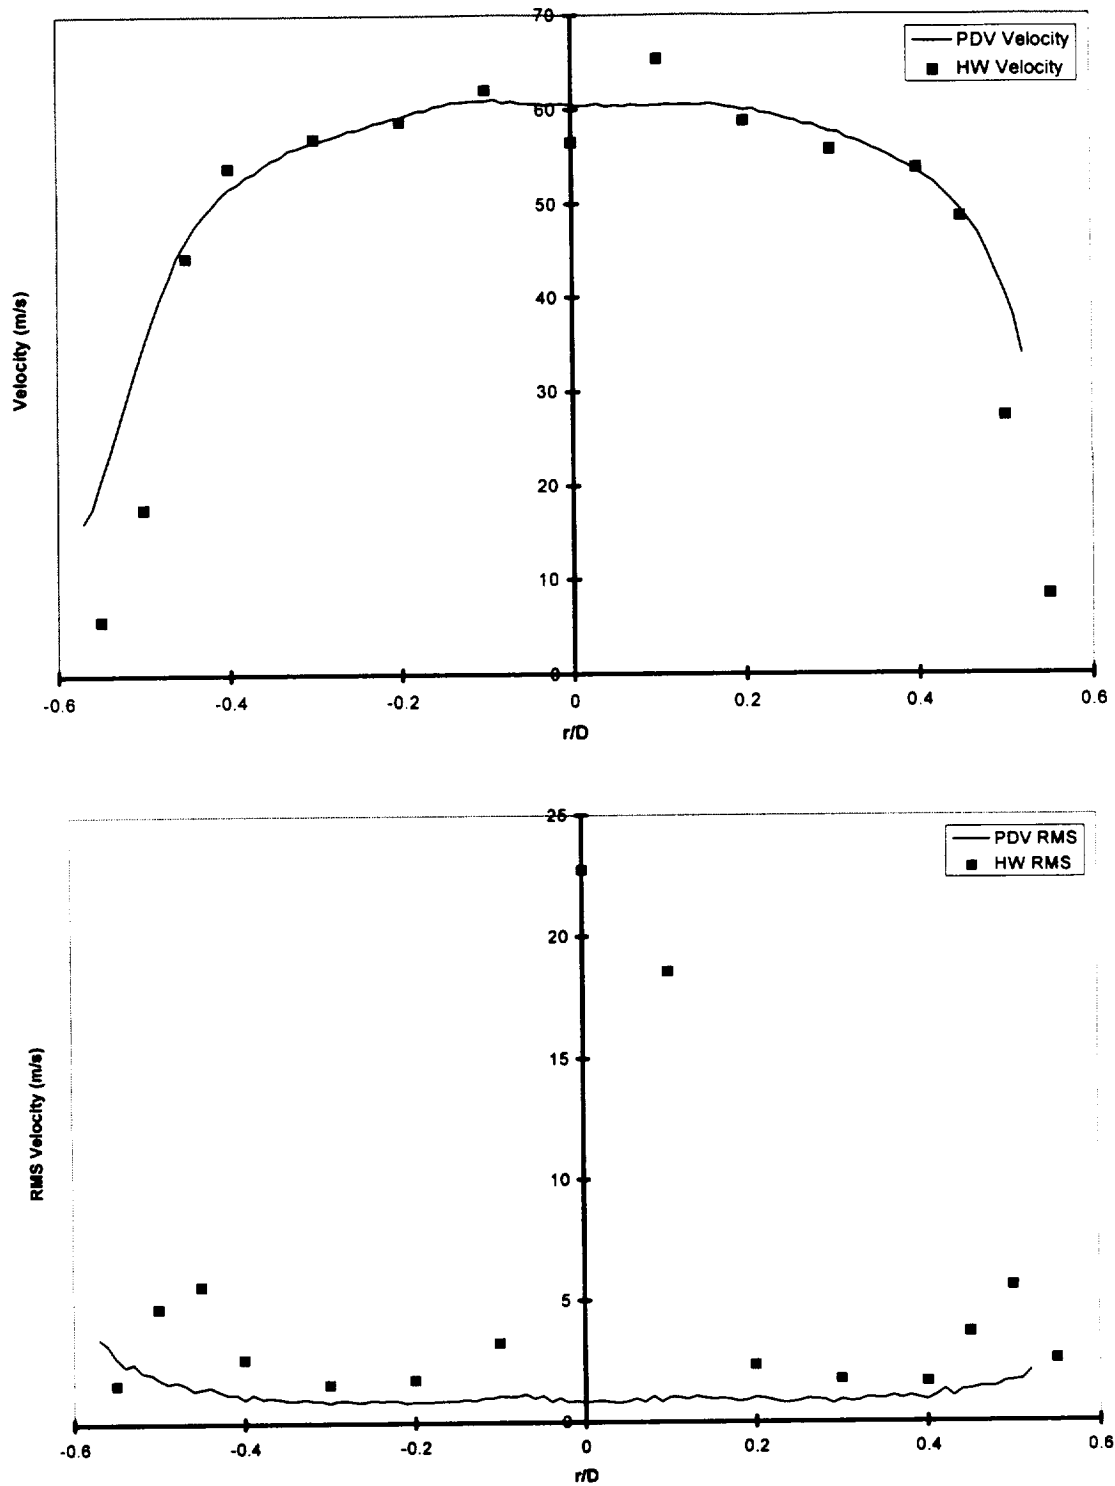 70
PDV Velocity
HW Velocity
60
50
40
30
20
10
0
Velocity (m/s)
-0.6 -0.4 -0.2 0 0.2 0.4 0.6
r/D
25
PDV RMS
HW RMS
20
15
10
5
0
RMS Velocity (m/s)
-0.6 -0.4 -0.2 0 0.2 0.4 0.6
r/D